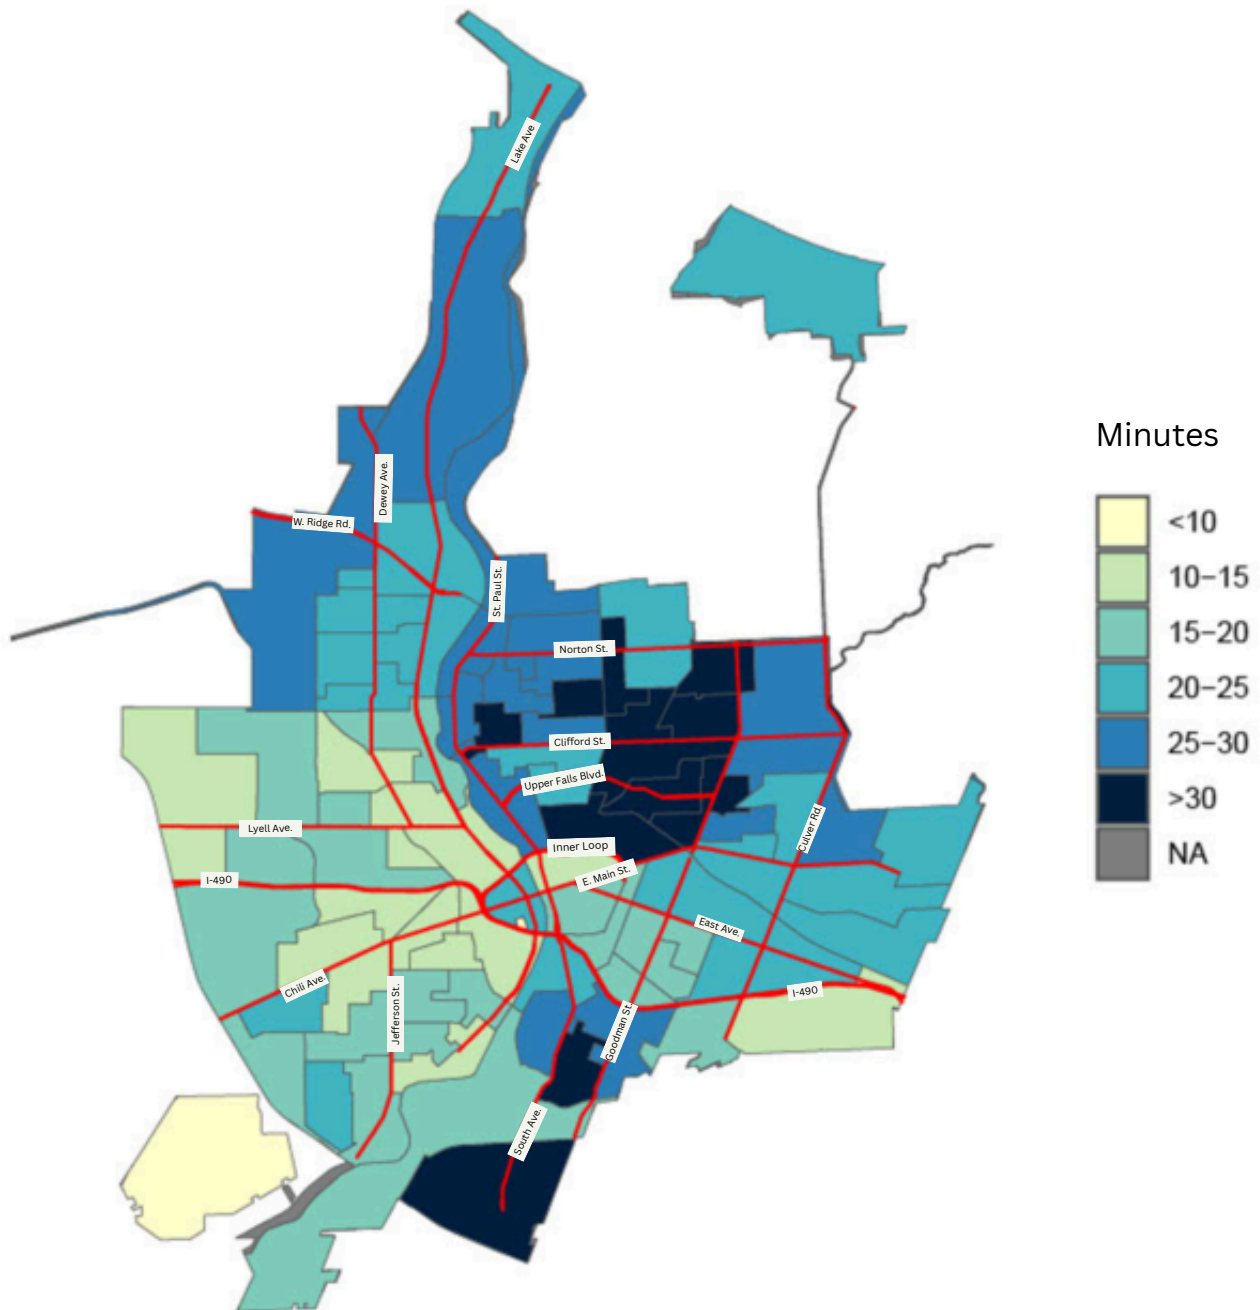 Lake Ave
Minutes
Dewey Ave.
<10
W. Ridge Rd.
10–15
St. Paul St.
15–20
Norton St.
20–25
25–30
Clifford St.
Upper Falls Blvd.
>30
Lyell Ave.
Culver Rd.
Inner Loop
NA
E. Main St.
I-490
East Ave.
Chili Ave.
I-490
Jefferson St.
Goodman St.
South Ave.